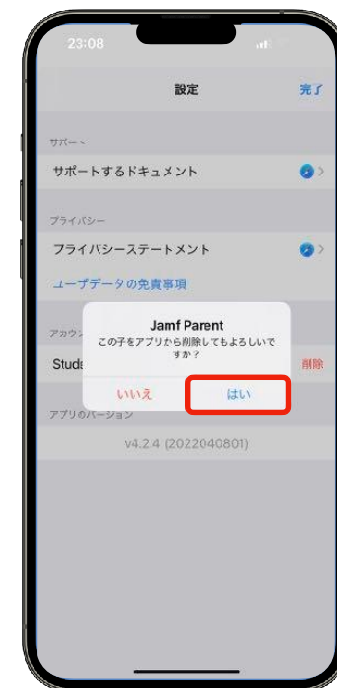 23:08
設定
完了
サポート
サポートするドキュメント
プライバシー
プライバシーステートメント
ユーザデータの免責事項
アカウン
Jamf Parent
この子をアプリから削除してもよろしいで
すか?
Stude
削除
いいえ
はい
アプリのバージョン
v4.2.4 (2022040801)